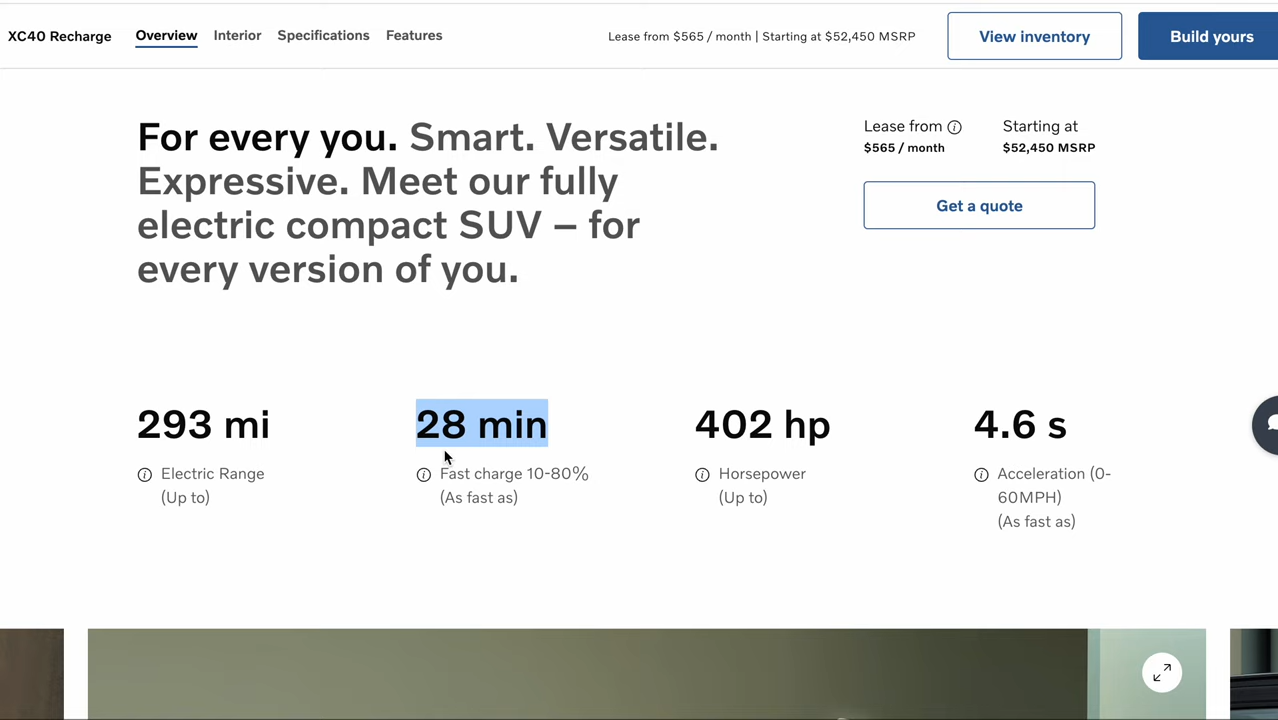 XC40 Recharge Overview Interior Specifications Features Lease from $565 / month | Starting at $52,450 MSRP View inventory Build yours
For every you. Smart. Versatile.
Expressive. Meet our fully
electric compact SUV – for
every version of you.
Lease from
$565 / month
Starting at
$52,450 MSRP
Get a quote
293 mi
Electric Range
(Up to)
28 min
Fast charge 10-80%
(As fast as)
402 hp
Horsepower
(Up to)
4.6 s
Acceleration (0-
60MPH)
(As fast as)